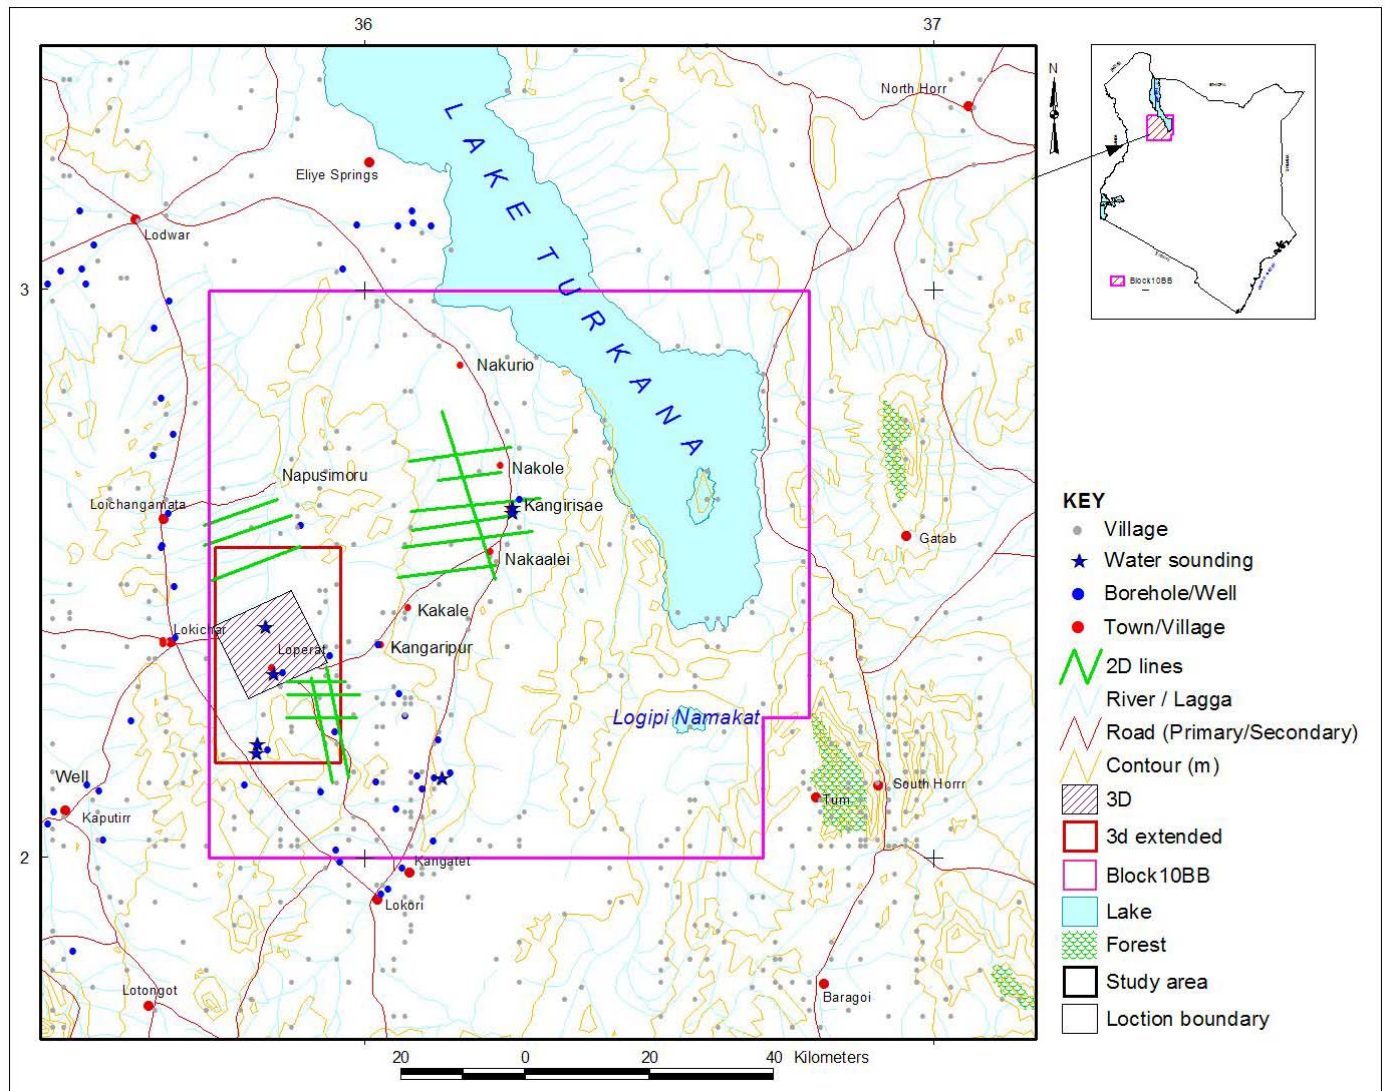 36
37
N
North Horr
Eliye Springs
Lodwar
LAKE TURKANA
3
Block10BB
Nakurio
Nakole
Napusimoru
Kangirisae
Loichangamata
Nakaalei
Gatab
Kakale
Lokichar
Kangaripur
Loperat
Logipi Namakat
Well
South Horrr
Tum
Kaputirr
2
Kangatet
Lokori
Lotongot
Baragoi
KEY
Village
Water sounding
Borehole/Well
Town/Village
2D lines
River / Lagga
Road (Primary/Secondary)
Contour (m)
3D
3d extended
Block10BB
Lake
Forest
Study area
Loction boundary
20 0 20 40 Kilometers